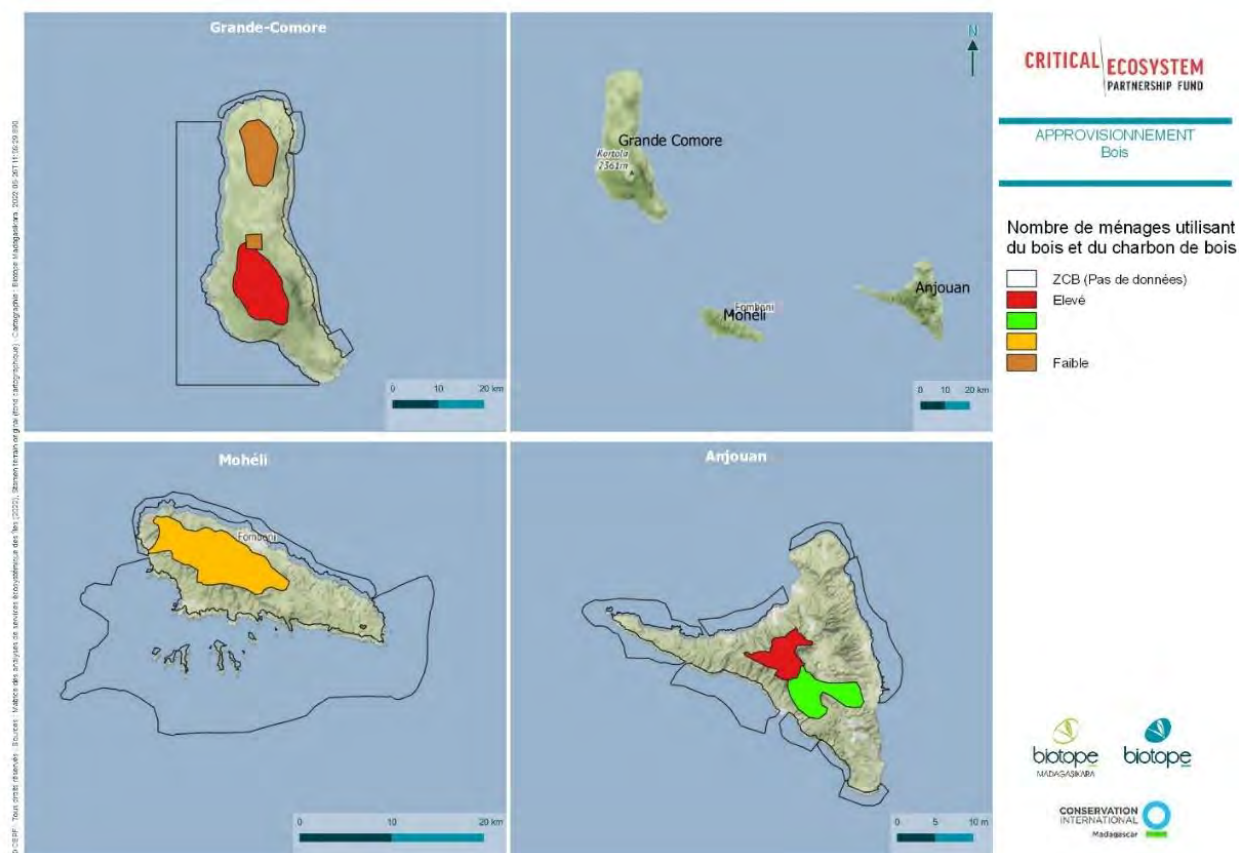 Grande-Comore
N
Grande Comore
Kartala
2361m
Anjouan
Fomboni
Mohéli
0 10 20 km
0 10 20 km
CRITICAL ECOSYSTEM
PARTNERSHIP FUND
APPROVISIONNEMENT
Bois
Nombre de ménages utilisant
du bois et du charbon de bois
ZCB (Pas de données)
Elevé
Faible
Mohéli
Fomboni
0 10 20 km
Anjouan
0 5 10 m
biotope
MADAGASIKARA
biotope
CONSERVATION
INTERNATIONAL
Madagascar